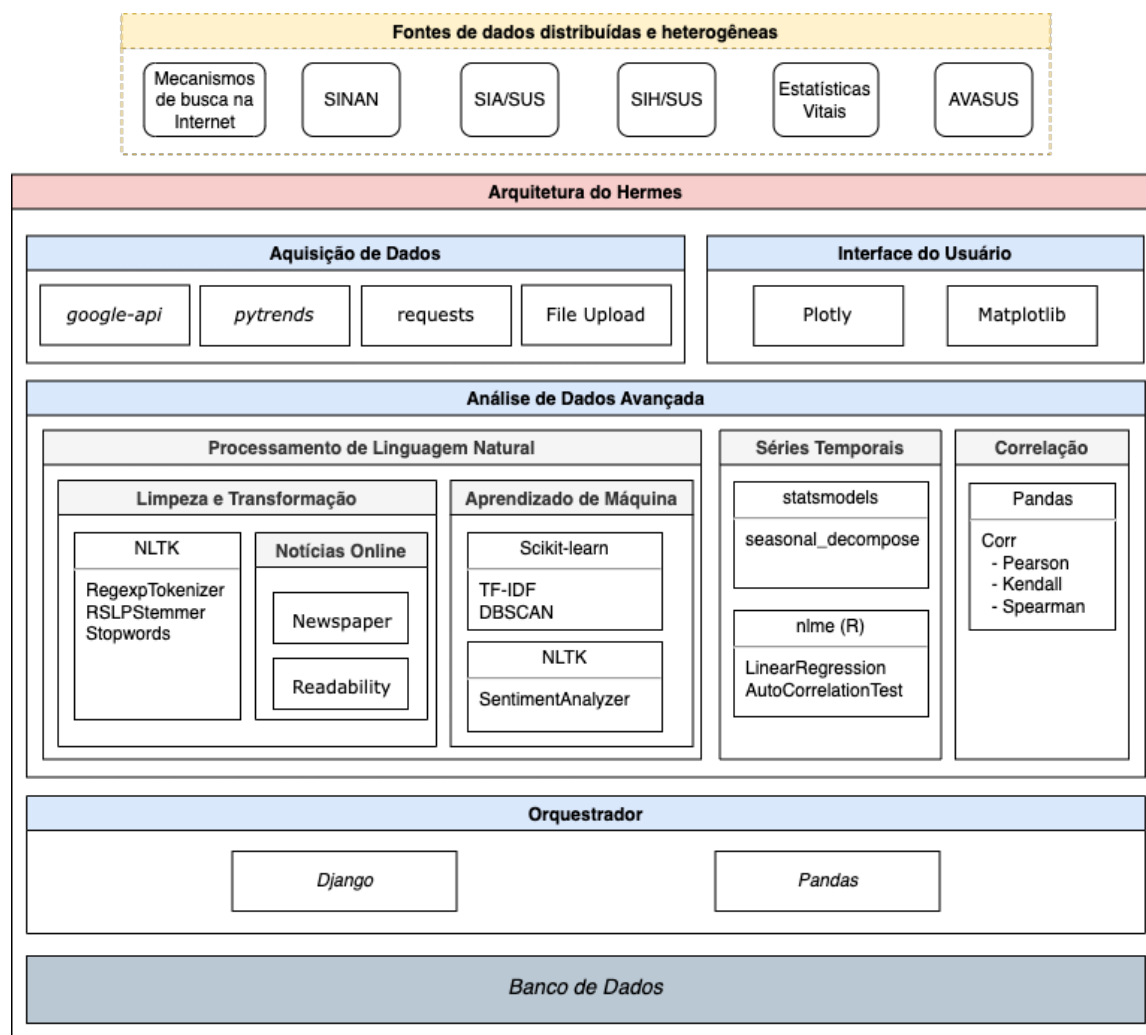 Fontes de dados distribuídas e heterogêneas
Mecanismos
de busca na
Internet
SINAN
SIA/SUS
SIH/SUS
Estatísticas
Vitais
AVASUS
Arquitetura do Hermes
Aquisição de Dados
google-api
pytrends
requests
File Upload
Interface do Usuário
Plotly
Matplotlib
Análise de Dados Avançada
Processamento de Linguagem Natural
Limpeza e Transformação
NLTK
RegexpTokenizer
RSLPStemmer
Stopwords
Notícias Online
Newspaper
Readability
Aprendizado de Máquina
Scikit-learn
TF-IDF
DBSCAN
NLTK
SentimentAnalyzer
Séries Temporais
statsmodels
seasonal_decompose
nlme (R)
LinearRegression
AutoCorrelationTest
Correlação
Pandas
Corr
- Pearson
- Kendall
- Spearman
Orquestrador
Django
Pandas
Banco de Dados